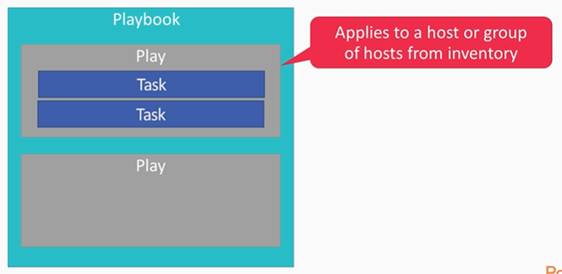 Playbook
Play
Task
Task
Play
Applies to a host or group
of hosts from inventory